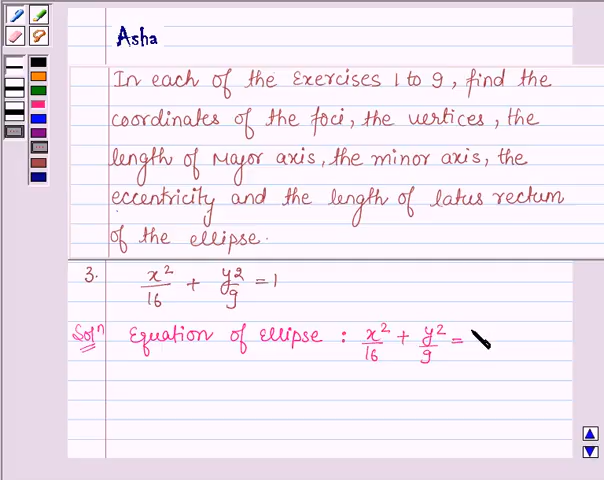 Asha
In each of the Exercises 1 to 9, find the
coordinates of the foci, the vertices, the
length of Major axis, the minor axis, the
eccentricity and the length of latus rectum
of the ellipse.
3. x²/16 + y²/9 = 1
Solⁿ Equation of ellipse : x²/16 + y²/9 =